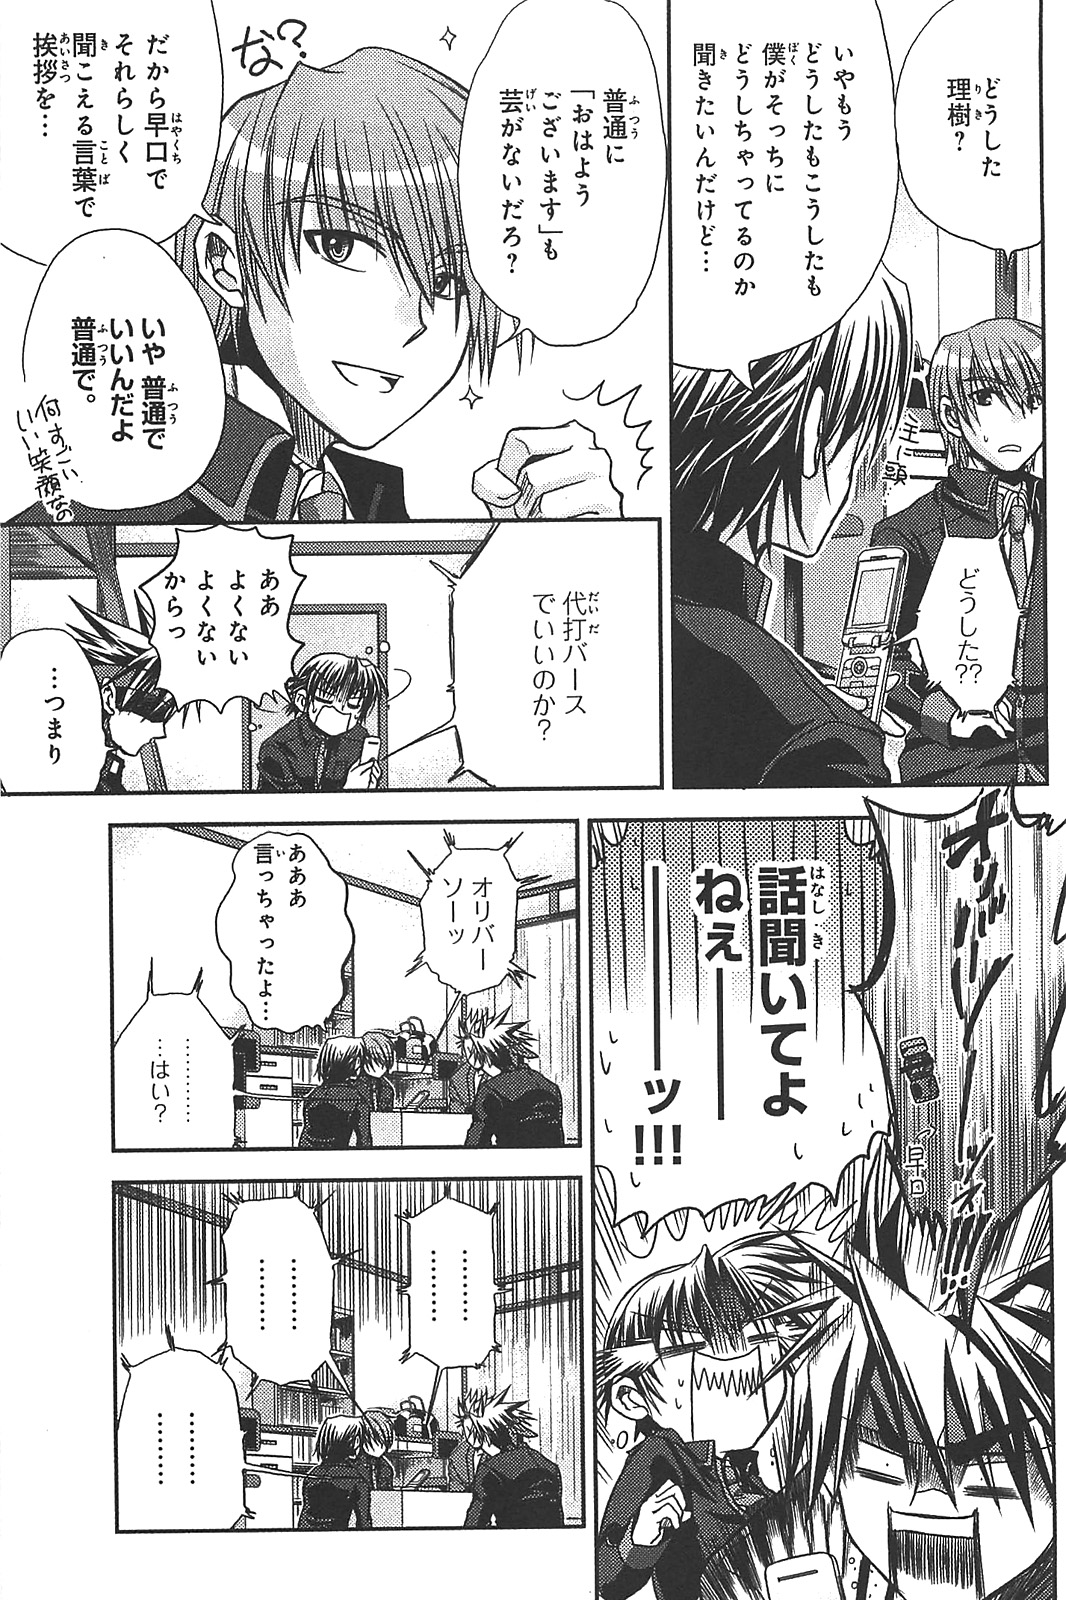 どうした
理樹？
いやもう
どうしたもこうしたも
僕がそっちに
どうしちゃってるのか
聞きたいんだけど…
主に頭
どうした??
普通に
「おはよう
ございます」も
芸がないだろ？
な？
だから早口で
それらしく
聞こえる言葉で
挨拶を…
いや 普通で
いいんだよ
普通で。
何すごい
いい笑顔なの
代打バース
でいいのか？
ああ
よくない
よくない
からっ
…つまり
→早口
話聞いてよ
ねぇ――ッ!!!
オリバー
ソーッ
あああ
言っちゃったよ…
………
…はい？
………
………
………
………
………
………